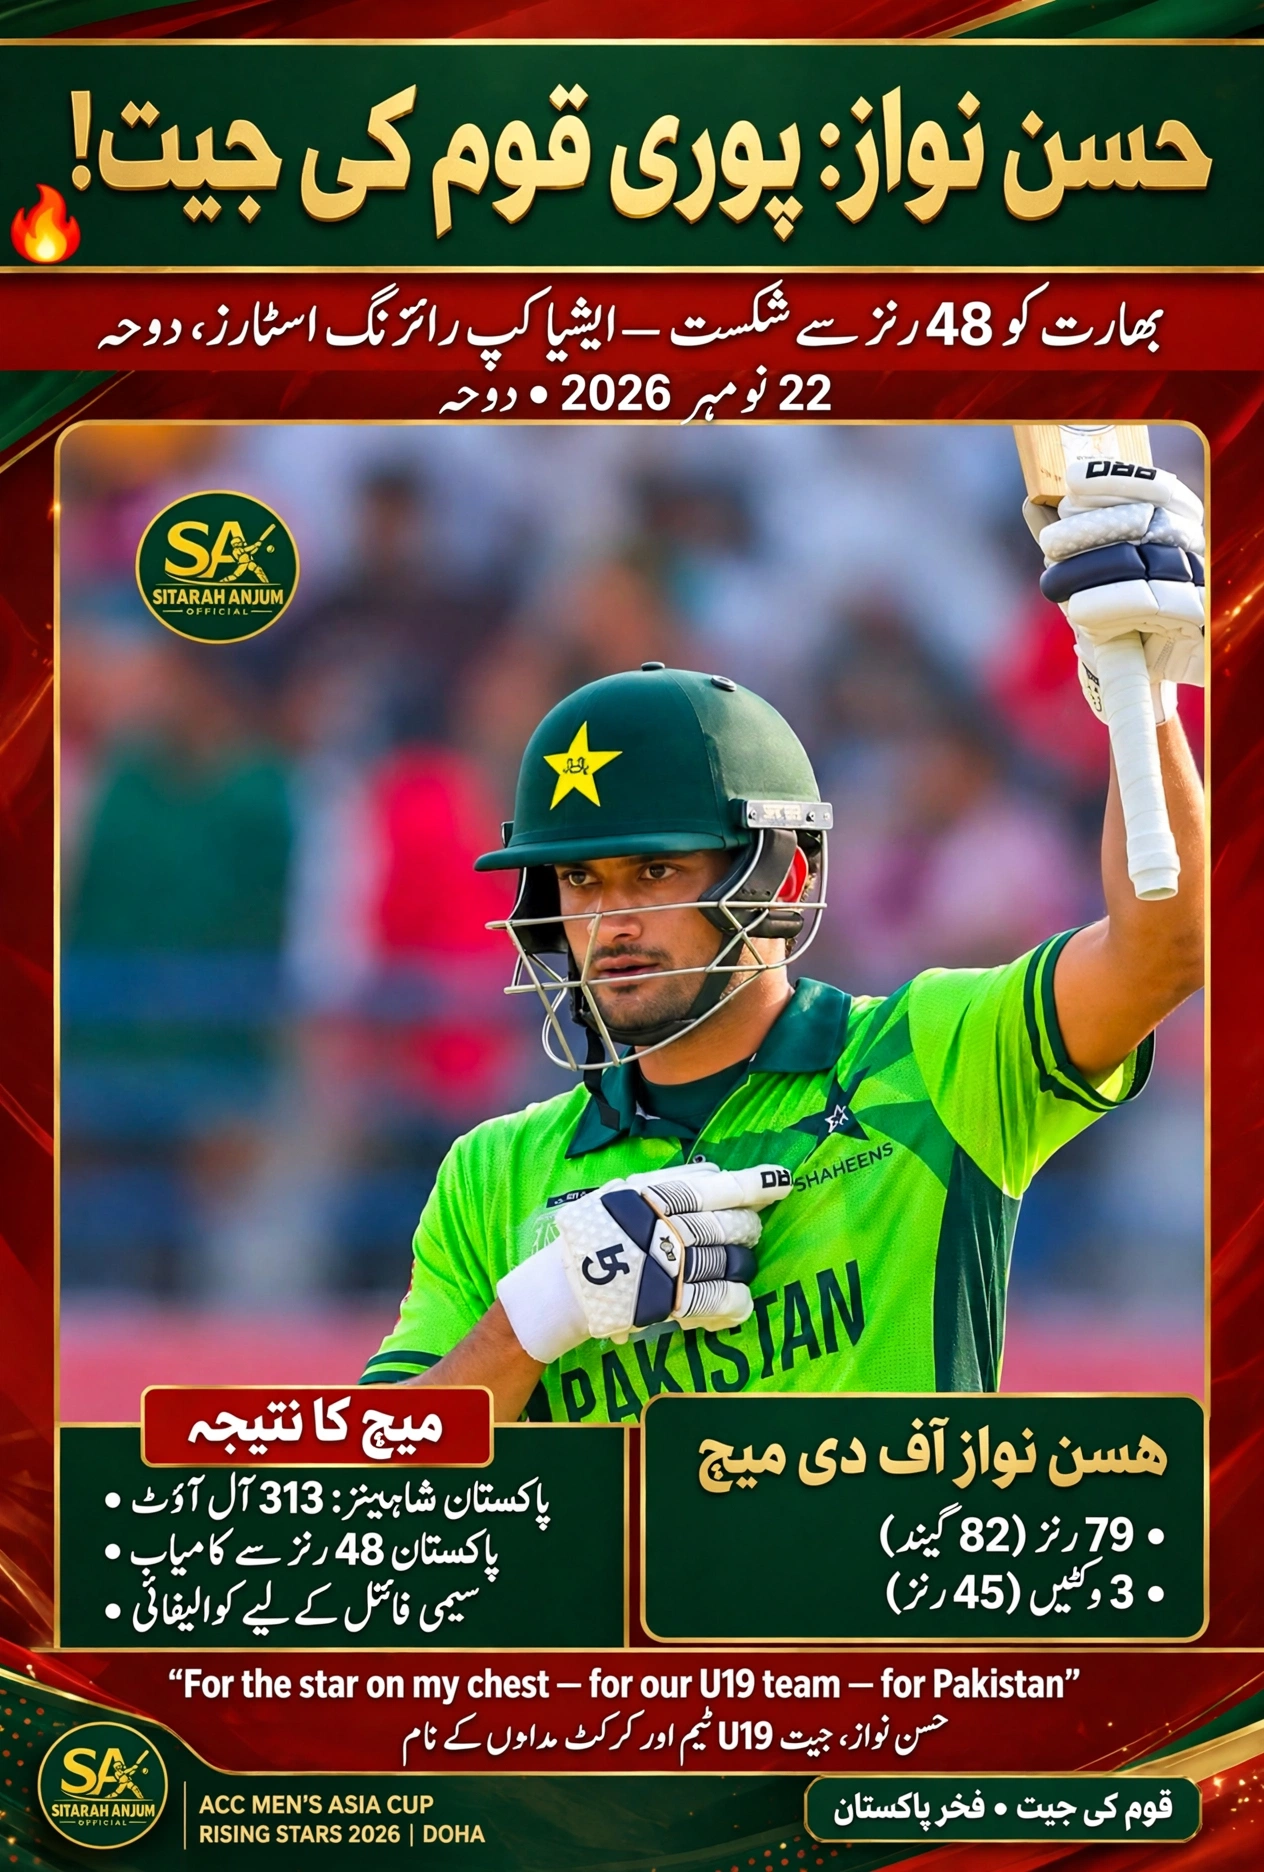 حسن نواز: پوری قوم کی جیت!
بھارت کو 48 رنز سے شکست – ایشیا کپ رائزنگ اسٹارز، دوحہ
22 نومبر 2026 • دوحہ
SA
SITARAH ANJUM
OFFICIAL
SHAHEENS
PAKISTAN
میچ کا نتیجہ
• پاکستان شاہینز: 313 آل آؤٹ
• پاکستان 48 رنز سے کامیاب
• سیمی فائنل کے لیے کوالیفائی
ھسن نواز آف دی میچ
• 79 رنز (82 گیند)
• 3 وکٹیں (45 رنز)
“For the star on my chest – for our U19 team – for Pakistan”
حسن نواز، جیت U19 ٹیم اور کرکٹ مداوں کے نام
SA
SITARAH ANJUM
OFFICIAL
ACC MEN'S ASIA CUP
RISING STARS 2026 | DOHA
قوم کی جیت • فخر پاکستان